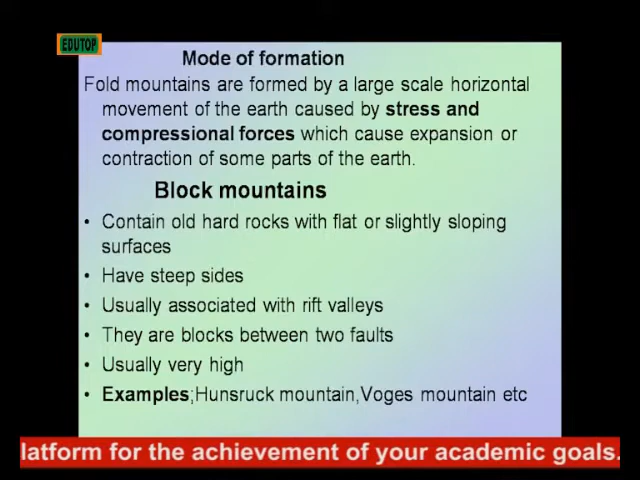 EDUTOP
Mode of formation
Fold mountains are formed by a large scale horizontal
movement of the earth caused by stress and
compressional forces which cause expansion or
contraction of some parts of the earth.
Block mountains
• Contain old hard rocks with flat or slightly sloping
surfaces
• Have steep sides
• Usually associated with rift valleys
• They are blocks between two faults
• Usually very high
• Examples;Hunsruck mountain,Voges mountain etc
latform for the achievement of your academic goals.